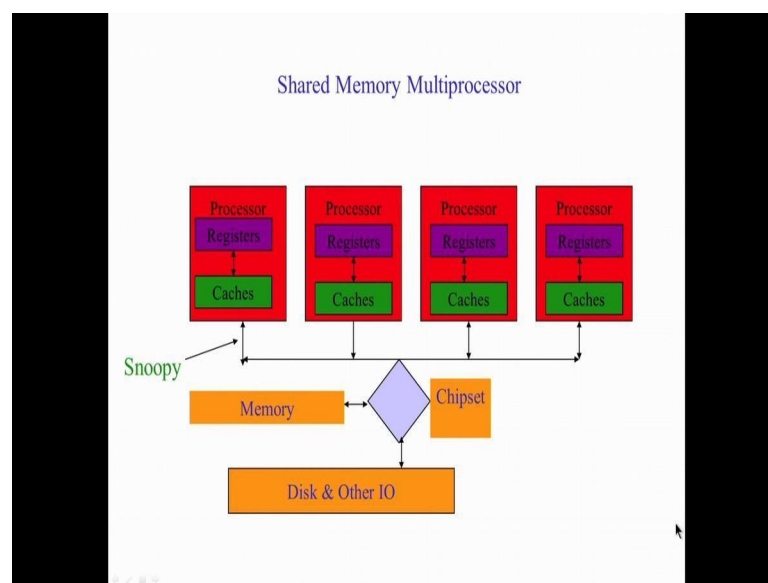 Shared Memory Multiprocessor
Processor
Registers
Caches
Processor
Registers
Caches
Processor
Registers
Caches
Processor
Registers
Caches
Snoopy
Memory
Chipset
Disk & Other IO